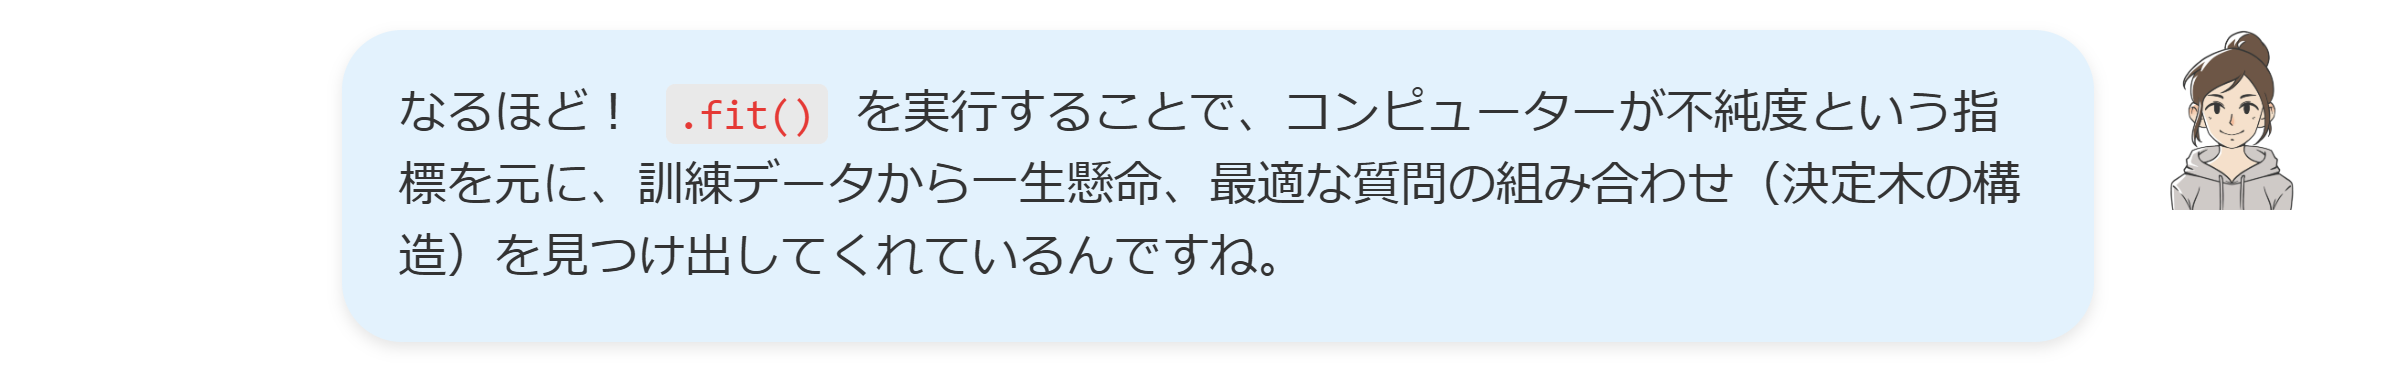 なるほど！ .fit() を実行することで、コンピューターが不純度という指
標を元に、訓練データから一生懸命、最適な質問の組み合わせ（決定木の構
造）を見つけ出してくれているんですね。